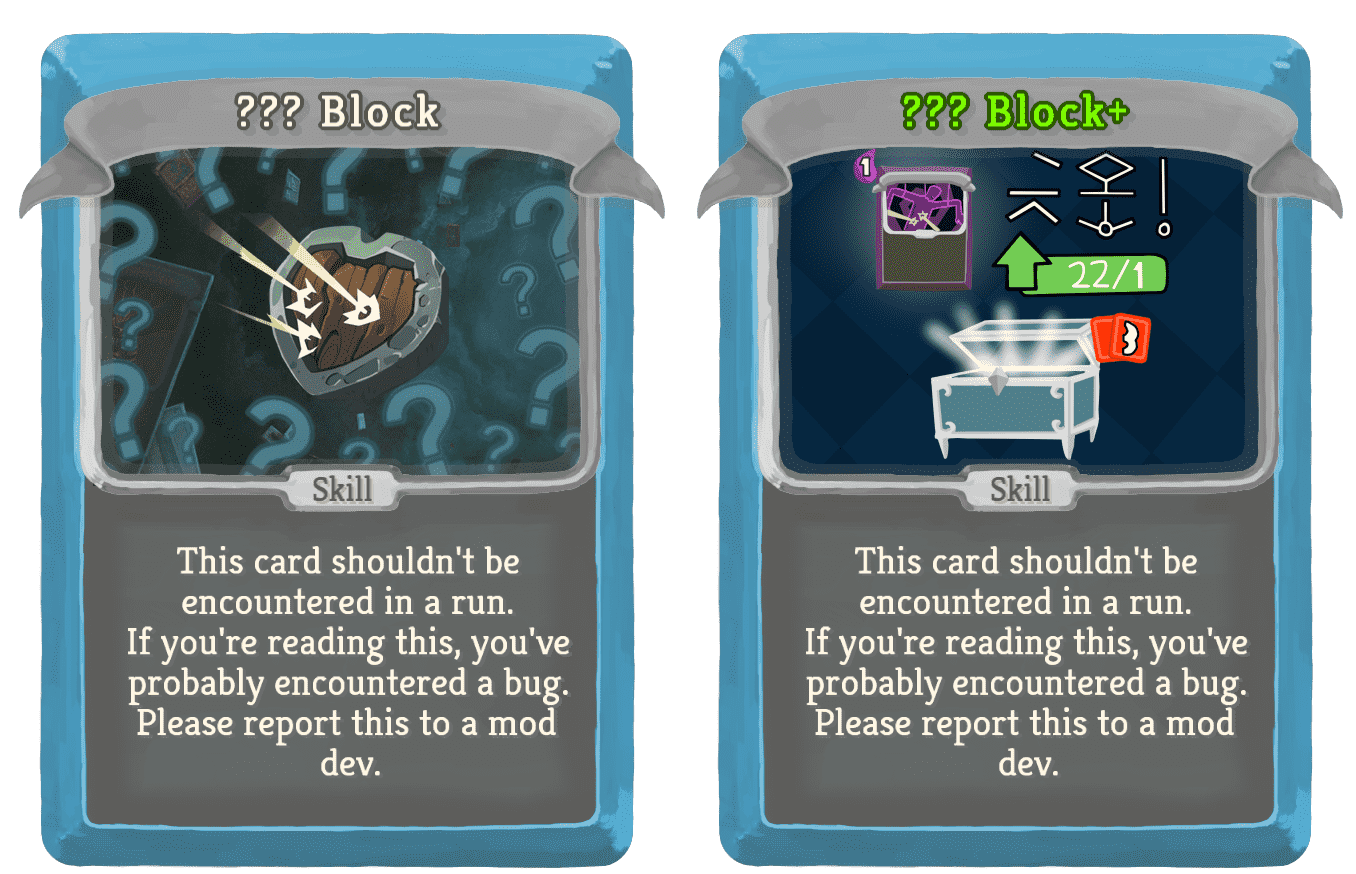 ??? Block
Skill
This card shouldn't be
encountered in a run.
If you're reading this, you've
probably encountered a bug.
Please report this to a mod
dev.
??? Block+
1
22/1
Skill
This card shouldn't be
encountered in a run.
If you're reading this, you've
probably encountered a bug.
Please report this to a mod
dev.